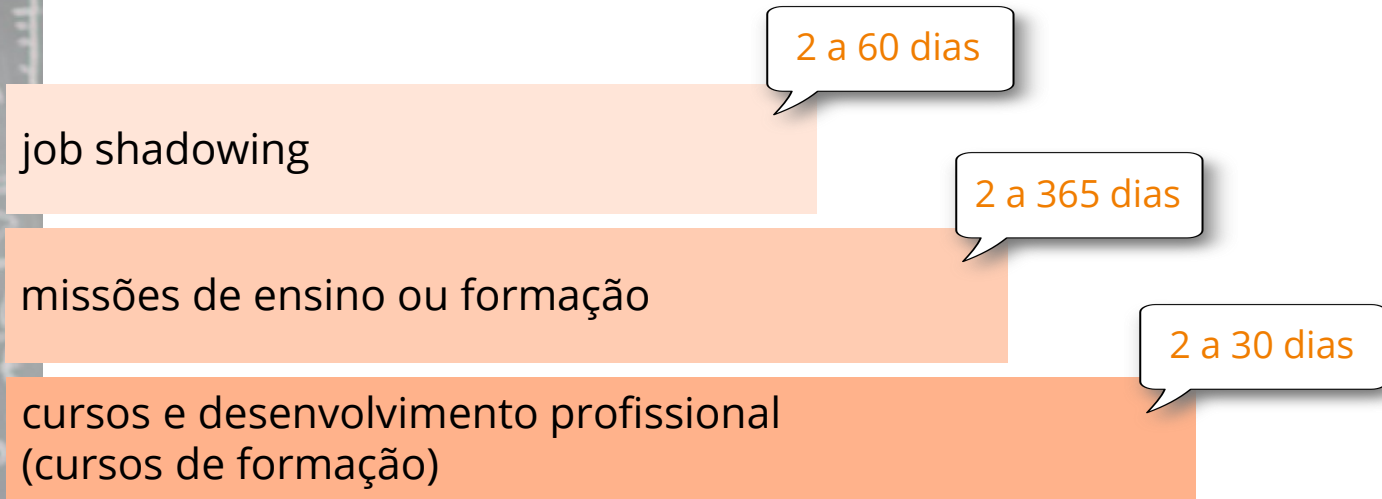 2 a 60 dias
job shadowing
2 a 365 dias
missões de ensino ou formação
2 a 30 dias
cursos e desenvolvimento profissional
(cursos de formação)